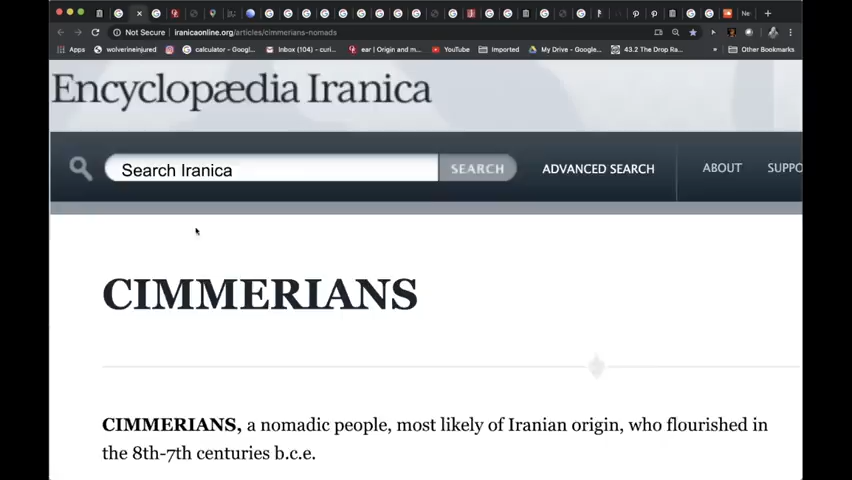 Ne
Not Secure | iranicaonline.org/articles/cimmerians-nomads
Apps wolverineinjured calculator - Googl... Inbox (104) - curi... ear | Origin and m... YouTube Imported My Drive - Google... 43.2 The Drop Ra... » Other Bookmarks
Encyclopædia Iranica
Search Iranica SEARCH ADVANCED SEARCH ABOUT SUPPO
CIMMERIANS
CIMMERIANS, a nomadic people, most likely of Iranian origin, who flourished in
the 8th-7th centuries b.c.e.